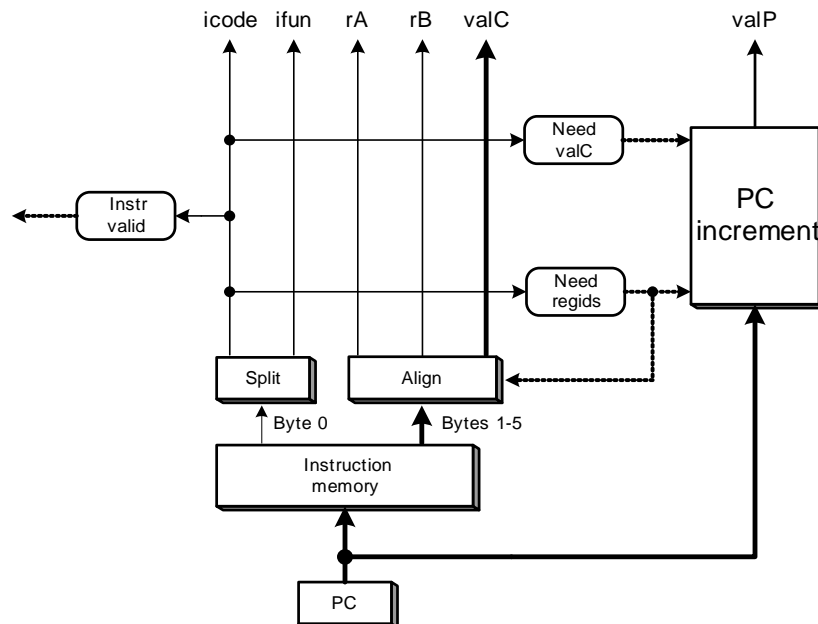 icode ifun rA rB valC valP
Need
valC
Instr
valid
PC
increment
Need
regids
Split
Align
Byte 0
Bytes 1-5
Instruction
memory
PC